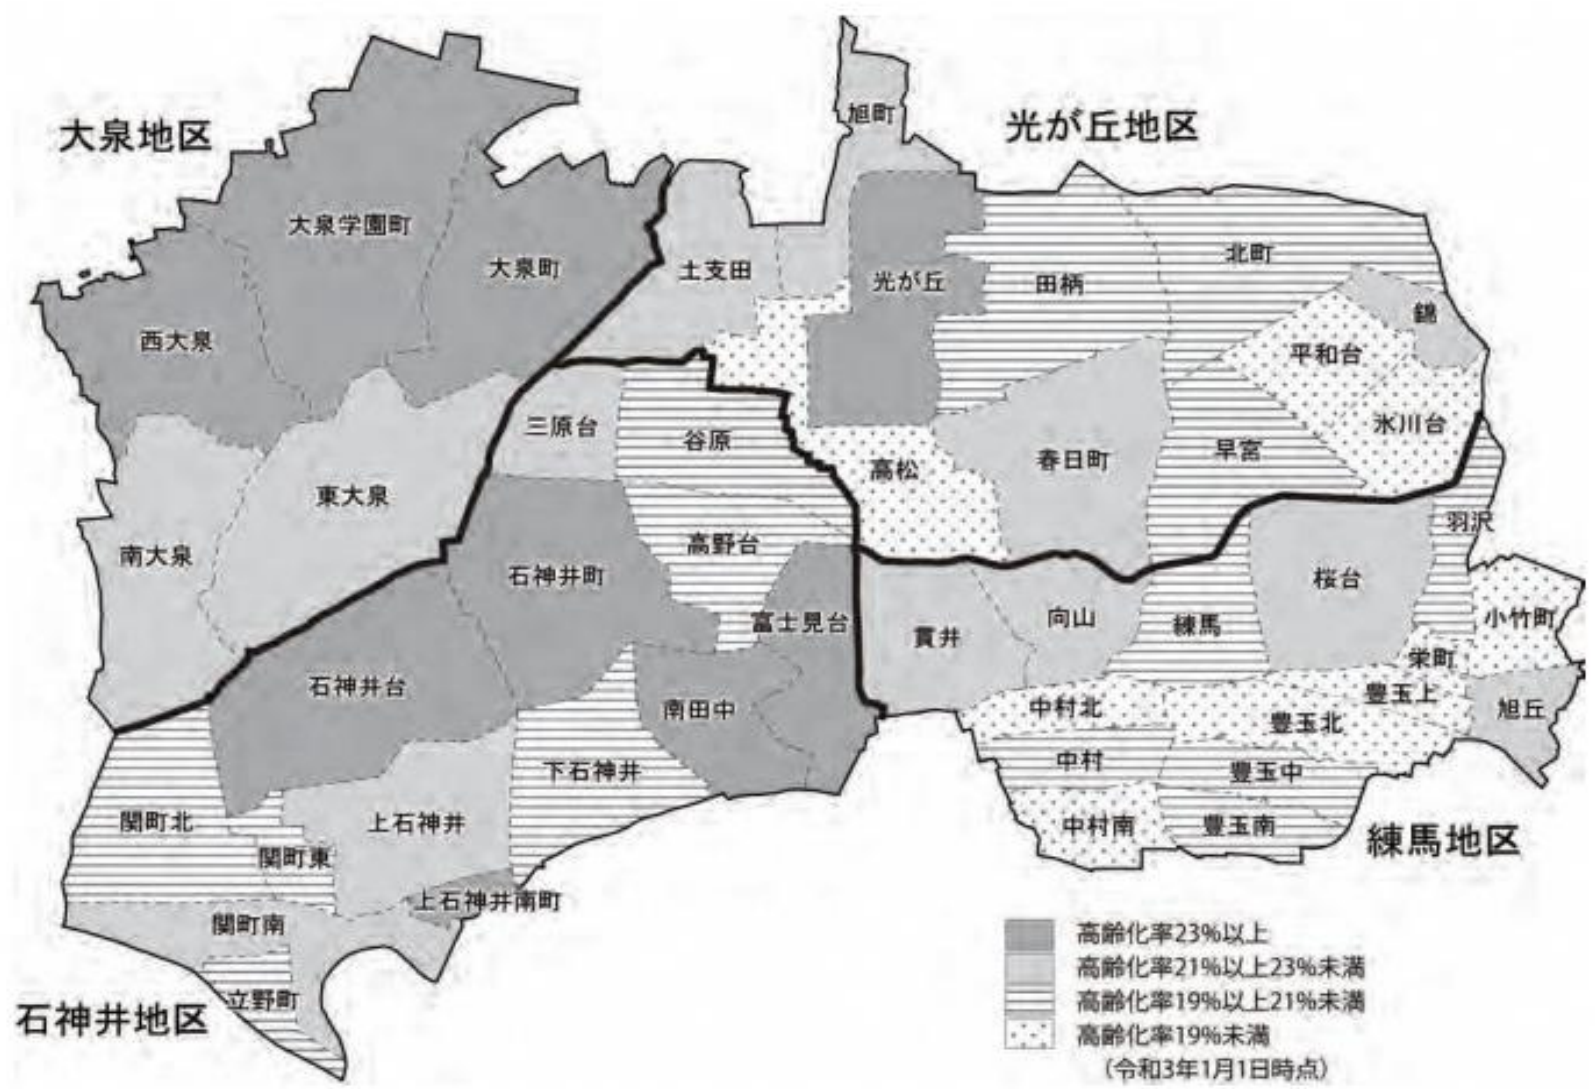 大泉地区
光が丘地区
旭町
大泉学園町
大泉町
土支田
光が丘
田柄
北町
西大泉
錦
平和台
三原台
谷原
氷川台
早宮
春日町
高松
東大泉
南大泉
羽沢
高野台
石神井町
桜台
富士見台
貫井
向山
練馬
小竹町
栄町
石神井台
南田中
中村北
豊玉上
豊玉北
旭丘
下石神井
中村
豊玉中
関町北
上石神井
中村南
豊玉南
練馬地区
関町東
上石神井南町
関町南
立野町
石神井地区
高齢化率23%以上
高齢化率21%以上23%未満
高齢化率19%以上21%未満
高齢化率19%未満
(令和3年1月1日時点)